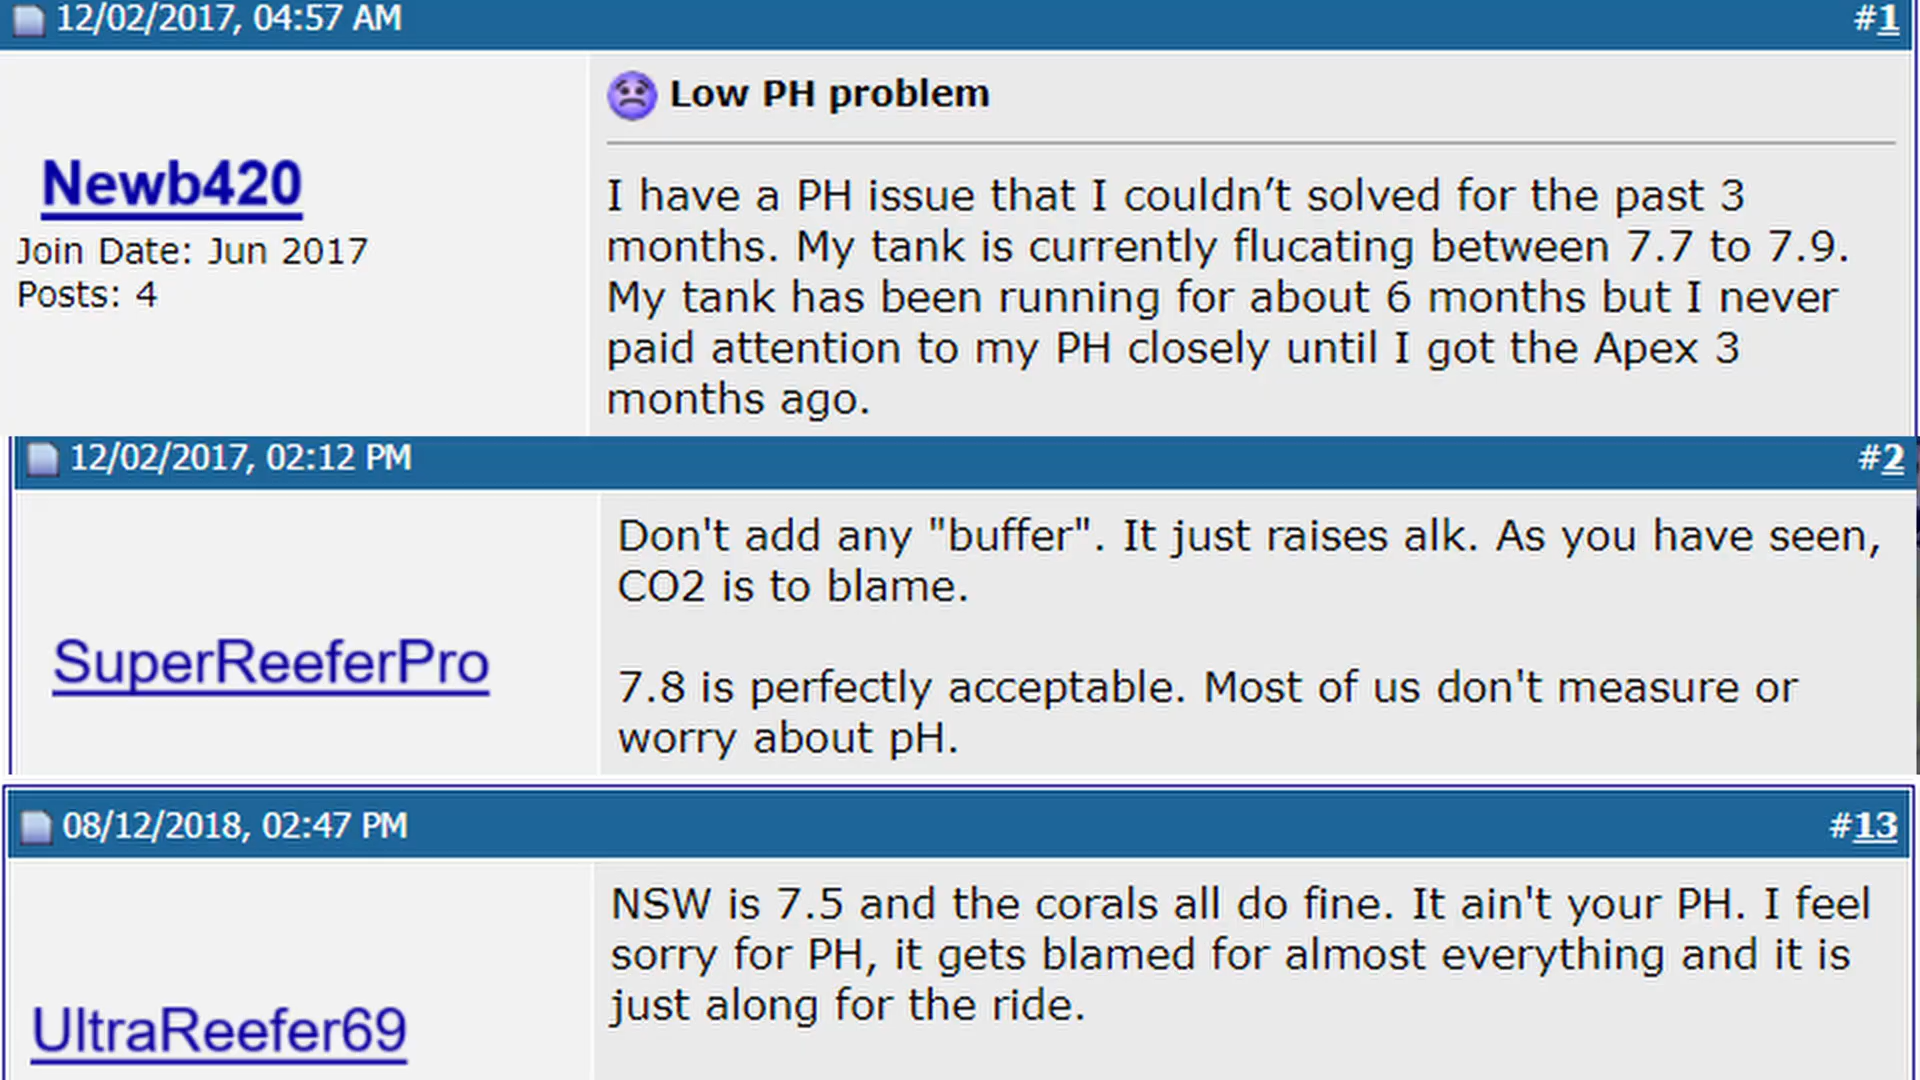 12/02/2017, 04:57 AM #1
Low PH problem
Newb420
Join Date: Jun 2017
Posts: 4
I have a PH issue that I couldn’t solved for the past 3
months. My tank is currently flucating between 7.7 to 7.9.
My tank has been running for about 6 months but I never
paid attention to my PH closely until I got the Apex 3
months ago.
12/02/2017, 02:12 PM #2
SuperReeferPro
Don't add any "buffer". It just raises alk. As you have seen,
CO2 is to blame.
7.8 is perfectly acceptable. Most of us don't measure or
worry about pH.
08/12/2018, 02:47 PM #13
UltraReefer69
NSW is 7.5 and the corals all do fine. It ain't your PH. I feel
sorry for PH, it gets blamed for almost everything and it is
just along for the ride.